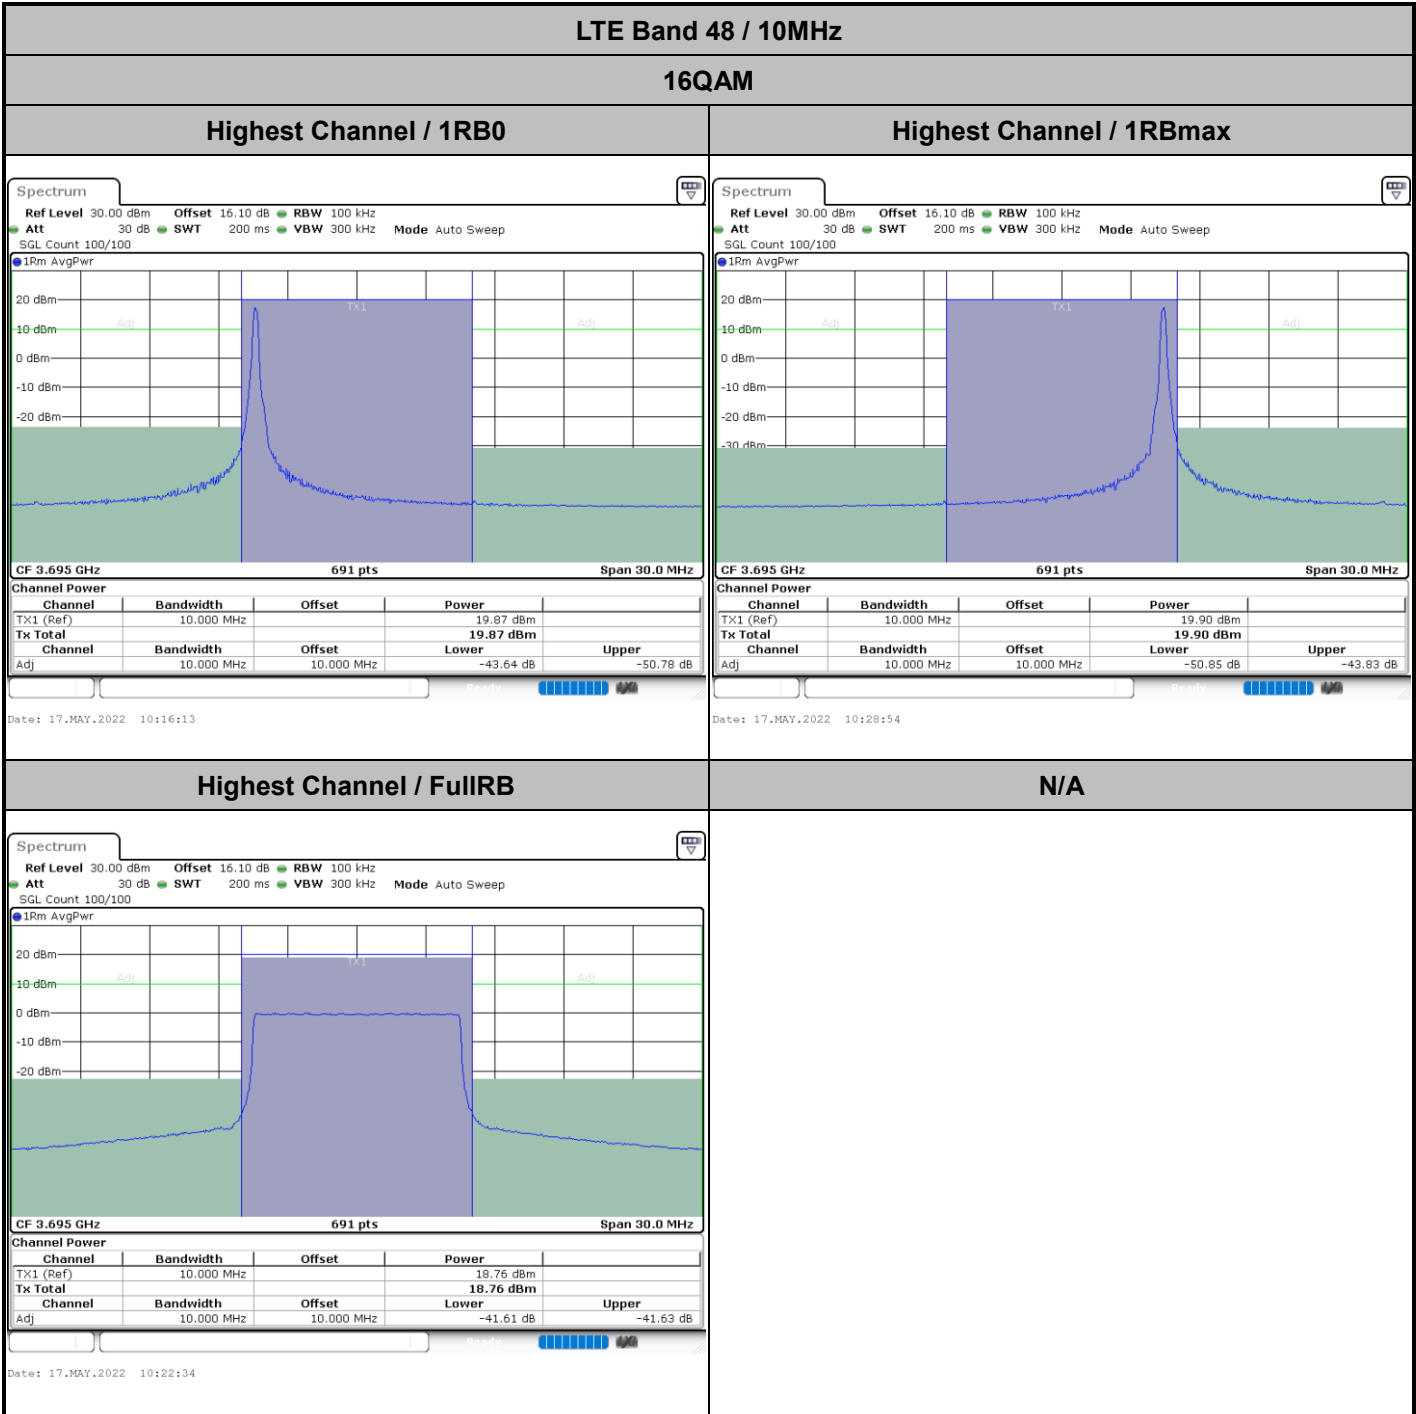 LTE Band 48 / 10MHz
16QAM
Highest Channel / 1RB0
Highest Channel / 1RBmax
Spectrum
Ref Level 30.00 dBm Offset 16.10 dB RBW 100 kHz
Att 30 dB SWT 200 ms VBW 300 kHz Mode Auto Sweep
SGL Count 100/100
1Rm AvgPwr
TX1
20 dBm
Adj
Adj
10 dBm
0 dBm
-10 dBm
-20 dBm
CF 3.695 GHz 691 pts Span 30.0 MHz
Channel Power
Channel Bandwidth Offset Power
TX1 (Ref) 10.000 MHz 19.87 dBm
Tx Total 19.87 dBm
Channel Bandwidth Offset Lower Upper
Adj 10.000 MHz 10.000 MHz -43.64 dB -50.78 dB
Ready
Date: 17.MAY.2022 10:16:13
Spectrum
Ref Level 30.00 dBm Offset 16.10 dB RBW 100 kHz
Att 30 dB SWT 200 ms VBW 300 kHz Mode Auto Sweep
SGL Count 100/100
1Rm AvgPwr
TX1
20 dBm
Adj
Adj
10 dBm
0 dBm
-10 dBm
-20 dBm
-30 dBm
CF 3.695 GHz 691 pts Span 30.0 MHz
Channel Power
Channel Bandwidth Offset Power
TX1 (Ref) 10.000 MHz 19.90 dBm
Tx Total 19.90 dBm
Channel Bandwidth Offset Lower Upper
Adj 10.000 MHz 10.000 MHz -50.85 dB -43.83 dB
Ready
Date: 17.MAY.2022 10:28:54
Highest Channel / FullRB
N/A
Spectrum
Ref Level 30.00 dBm Offset 16.10 dB RBW 100 kHz
Att 30 dB SWT 200 ms VBW 300 kHz Mode Auto Sweep
SGL Count 100/100
1Rm AvgPwr
20 dBm
TX1
Adj
Adj
10 dBm
0 dBm
-10 dBm
-20 dBm
CF 3.695 GHz 691 pts Span 30.0 MHz
Channel Power
Channel Bandwidth Offset Power
TX1 (Ref) 10.000 MHz 18.76 dBm
Tx Total 18.76 dBm
Channel Bandwidth Offset Lower Upper
Adj 10.000 MHz 10.000 MHz -41.61 dB -41.63 dB
Ready
Date: 17.MAY.2022 10:22:34